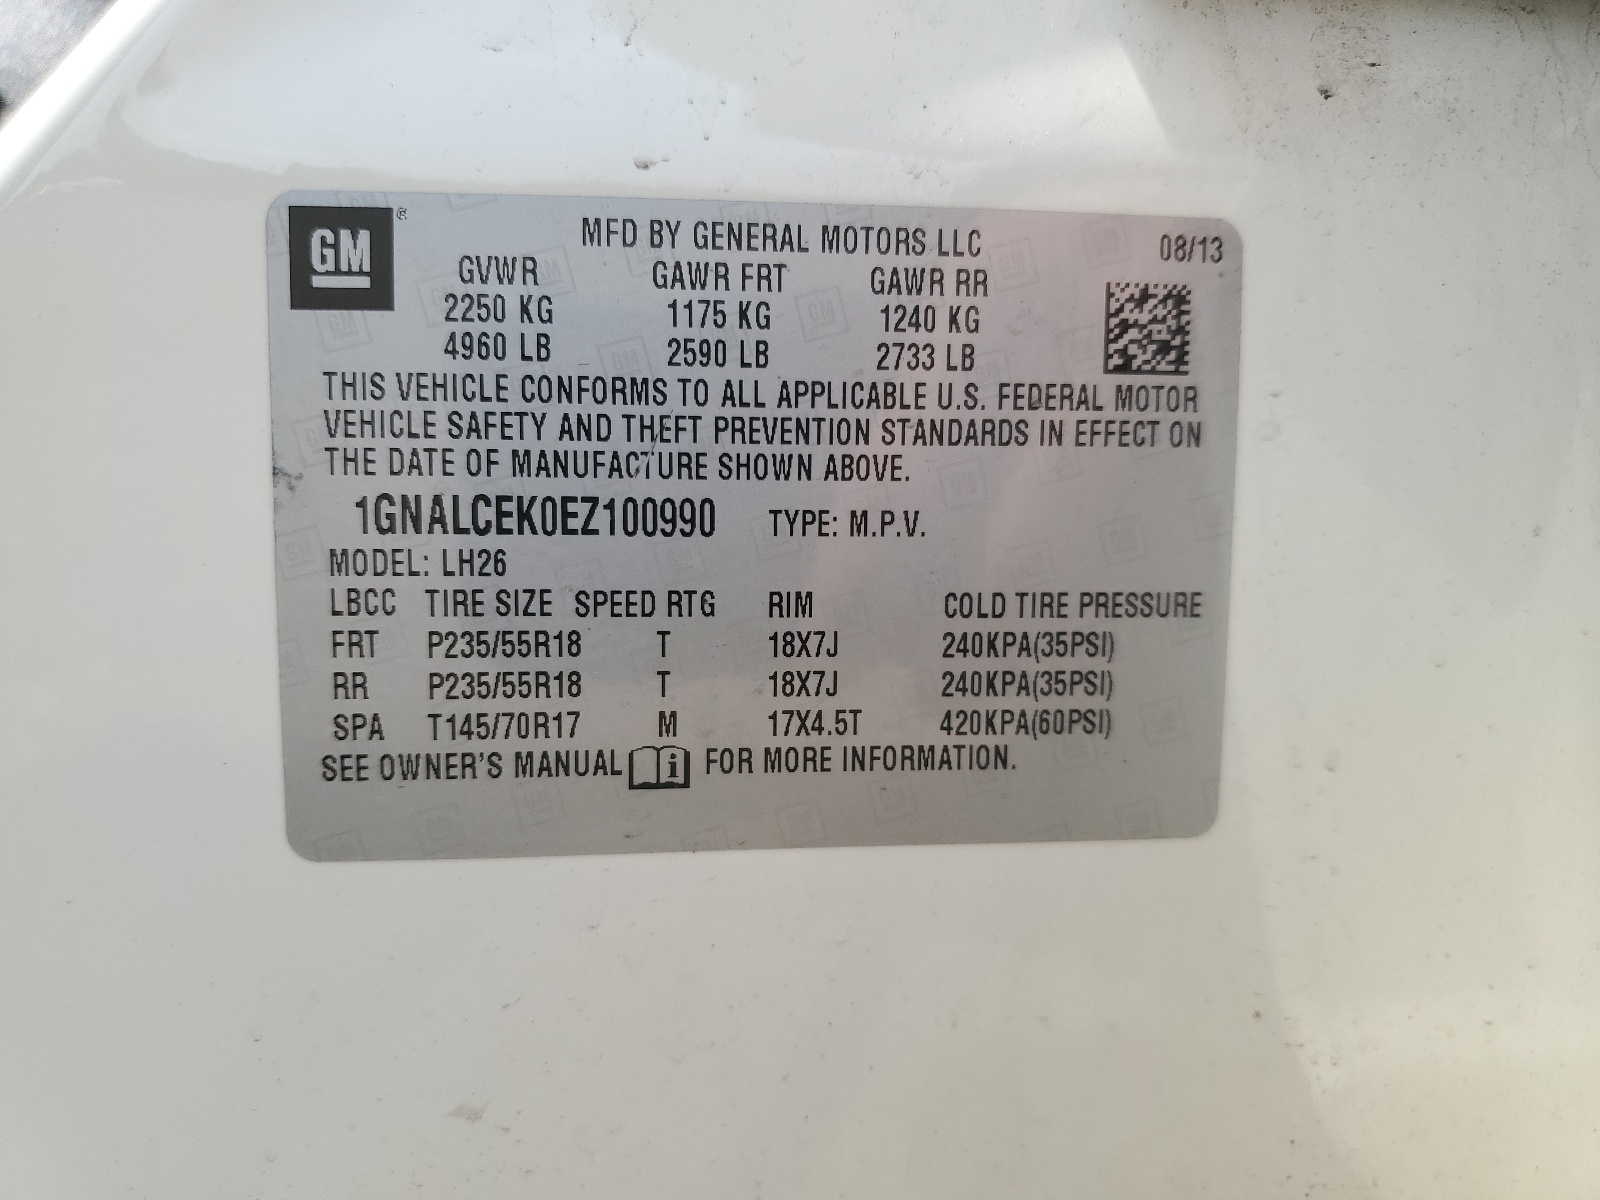 GM
MFD BY GENERAL MOTORS LLC 08/13
GVWR GAWR FRT GAWR RR
2250 KG 1175 KG 1240 KG
4960 LB 2590 LB 2733 LB
THIS VEHICLE CONFORMS TO ALL APPLICABLE U.S. FEDERAL MOTOR
VEHICLE SAFETY AND THEFT PREVENTION STANDARDS IN EFFECT ON
THE DATE OF MANUFACTURE SHOWN ABOVE.
1GNALCEK0EZ100990 TYPE: M.P.V.
MODEL: LH26
LBCC TIRE SIZE SPEED RTG RIM COLD TIRE PRESSURE
FRT P235/55R18 T 18X7J 240KPA(35PSI)
RR P235/55R18 T 18X7J 240KPA(35PSI)
SPA T145/70R17 M 17X4.5T 420KPA(60PSI)
SEE OWNER'S MANUAL i FOR MORE INFORMATION.